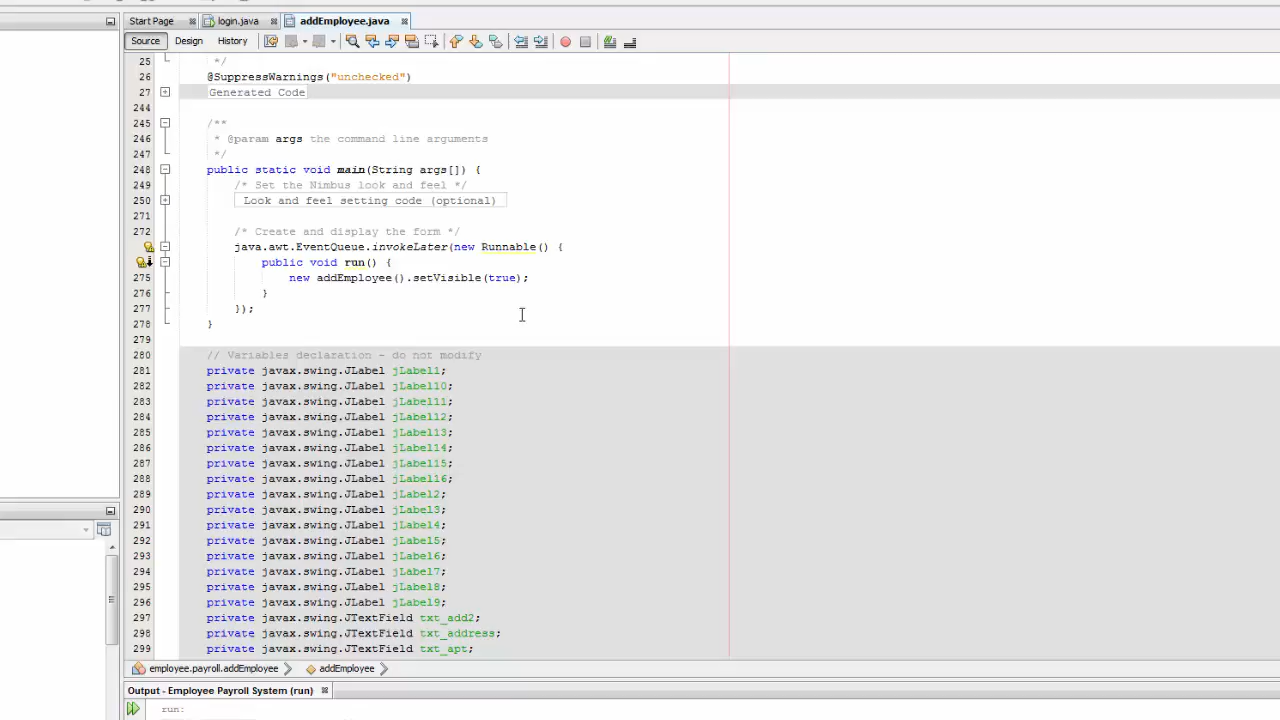 Start Page login.java addEmployee.java
Source Design History
25 */
26 @SuppressWarnings("unchecked")
27 Generated Code
244
245 /**
246 * @param args the command line arguments
247 */
248 public static void main(String args[]) {
249 /* Set the Nimbus look and feel */
250 Look and feel setting code (optional)
271
272 /* Create and display the form */
java.awt.EventQueue.invokeLater(new Runnable() {
public void run() {
275 new addEmployee().setVisible(true);
276 }
277 });
278 }
279
280 // Variables declaration - do not modify
281 private javax.swing.JLabel jLabel1;
282 private javax.swing.JLabel jLabel10;
283 private javax.swing.JLabel jLabel11;
284 private javax.swing.JLabel jLabel12;
285 private javax.swing.JLabel jLabel13;
286 private javax.swing.JLabel jLabel14;
287 private javax.swing.JLabel jLabel15;
288 private javax.swing.JLabel jLabel16;
289 private javax.swing.JLabel jLabel2;
290 private javax.swing.JLabel jLabel3;
291 private javax.swing.JLabel jLabel4;
292 private javax.swing.JLabel jLabel5;
293 private javax.swing.JLabel jLabel6;
294 private javax.swing.JLabel jLabel7;
295 private javax.swing.JLabel jLabel8;
296 private javax.swing.JLabel jLabel9;
297 private javax.swing.JTextField txt_add2;
298 private javax.swing.JTextField txt_address;
299 private javax.swing.JTextField txt_apt;
employee.payroll.addEmployee addEmployee
Output - Employee Payroll System (run)
run: